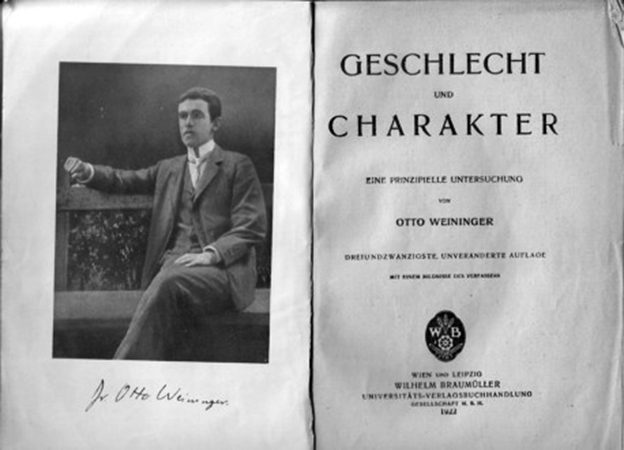 Dr Otto Weininger.
GESCHLECHT
UND
CHARAKTER
EINE PRINZIPIELLE UNTERSUCHUNG
VON
OTTO WEININGER
DREIUNDZWANZIGSTE, UNVERÄNDERTE AUFLAGE
MIT EINEM BILDNISSE DES VERFASSERS
W B
WIEN UND LEIPZIG
WILHELM BRAUMÜLLER
UNIVERSITÄTS-VERLAGSBUCHHANDLUNG
GESELLSCHAFT M. B. H.
1922